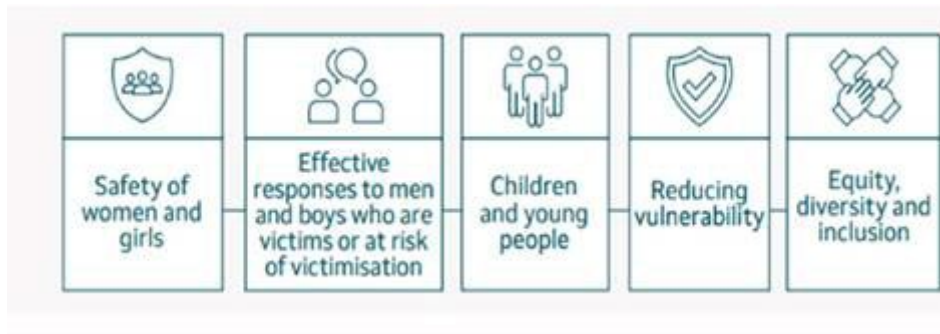 Safety of
women and
girls
Effective
responses to men
and boys who are
victims or at risk
of victimisation
Children
and young
people
Reducing
vulnerability
Equity,
diversity and
inclusion